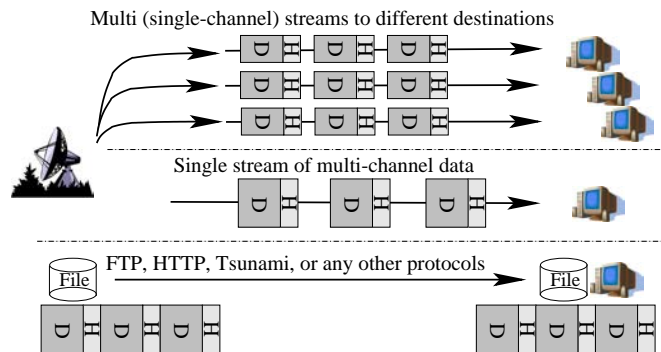 Multi (single-channel) streams to different destinations
D H D H D H
D H D H D H
D H D H D H
Single stream of multi-channel data
D H D H D H
FTP, HTTP, Tsunami, or any other protocols
File File
D H D H D H D H D H D H